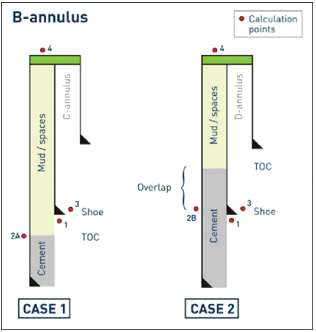 B-annulus
Calculation
points
4
Mud / spaces
C-annulus
3
Shoe
1
2A
TOC
Cement
CASE 1
4
Mud / spaces
D-annulus
TOC
Overlap
3
2B
Shoe
1
Cement
CASE 2